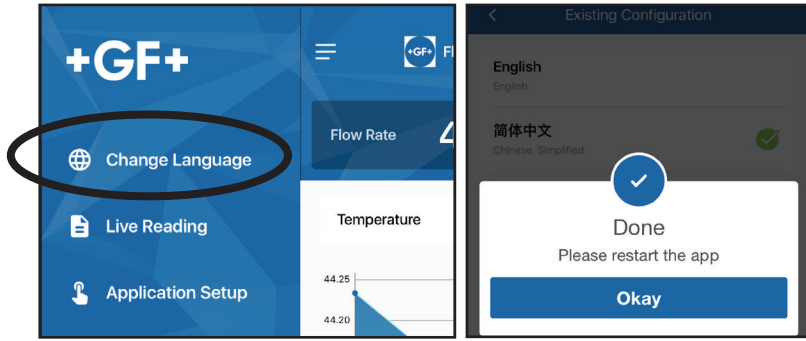 +GF+
Change Language
Live Reading
Application Setup
+GF+ Fl
Flow Rate
Temperature
44.25
44.20
Existing Configuration
English
English
简体中文
Chinese, Simplified
Done
Please restart the app
Okay